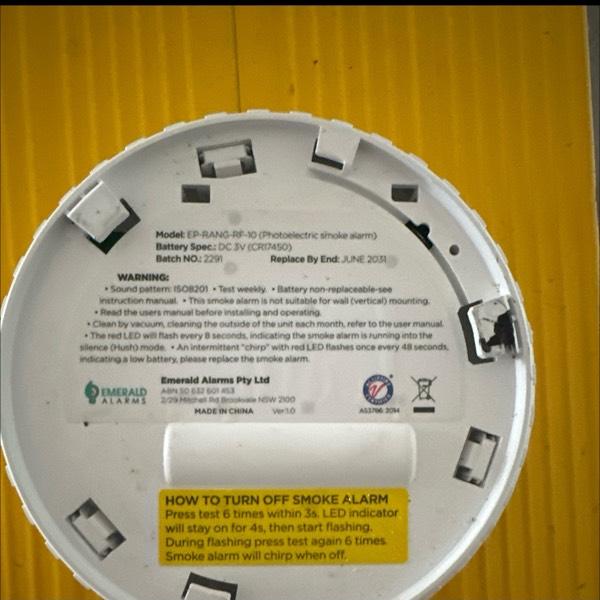 Model: EP-RANG-RF-10 (Photoelectric smoke alarm)
Battery Spec.: DC 3V (CR17450)
Batch NO.: 2291 Replace By End: JUNE 2031
WARNING:
• Sound pattern: ISO8201 • Test weekly. • Battery non-replaceable-see
instruction manual. • This smoke alarm is not suitable for wall (vertical) mounting.
• Read the users manual before installing and operating.
• Clean by vacuum, cleaning the outside of the unit each month, refer to the user manual.
• The red LED will flash every 8 seconds, indicating the smoke alarm is running into the
silence (Hush) mode. • An intermittent "chirp" with red LED flashes once every 48 seconds,
indicating a low battery, please replace the smoke alarm.
Emerald Alarms Pty Ltd
EMERALD
ALARMS
ABN 50 632 601 453
2/29 Mitchell Rd Brookvale NSW 2100
MADE IN CHINA Ver:1.0
AS3786: 2014
HOW TO TURN OFF SMOKE ALARM
Press test 6 times within 3s. LED indicator
will stay on for 4s, then start flashing.
During flashing press test again 6 times.
Smoke alarm will chirp when off.